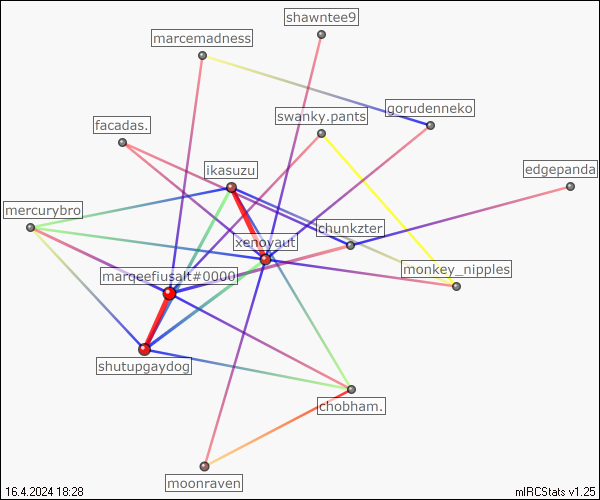 shawntee9
marcemadness
gorudenneko
swanky.pants
facadas.
edgepanda
ikasuzu
mercurybro
chunkzter
xenoyaut
monkey_nipples
marqeefiusalt#0000
shutupgaydog
chobham.
moonraven
16.4.2024 18:28
mIRCStats v1.25